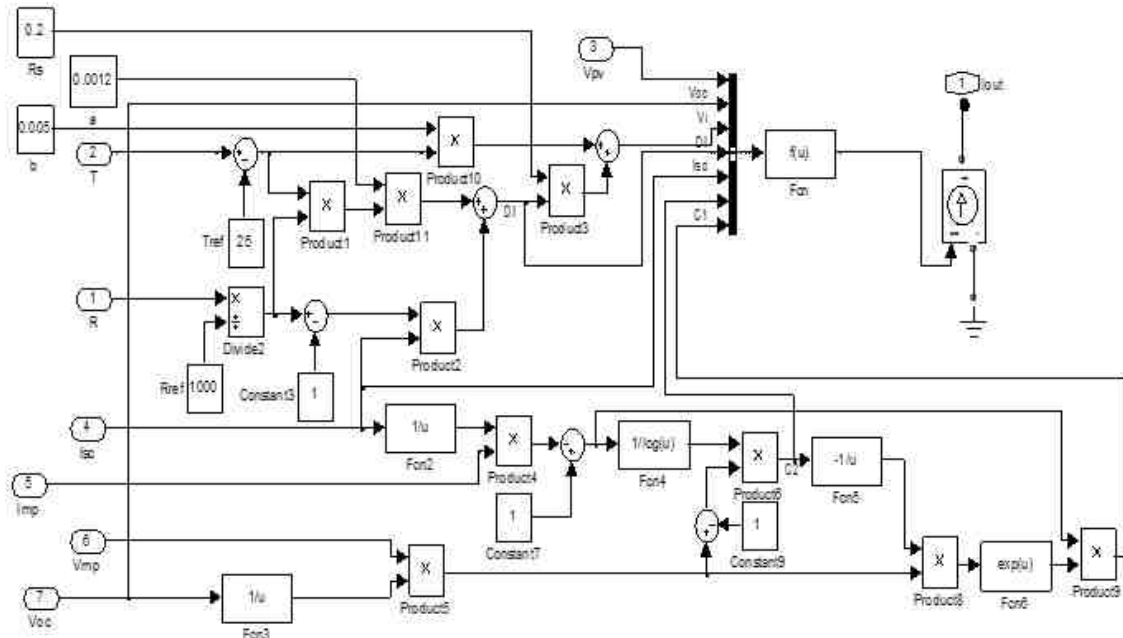 0.2
Rs
0.0012
a
0.005
b
2
T
3
Vpv
Voc
Vi
DI
Isc
C1
f(u)
Fcn
1
Iout
X
Product10
X
Product1
X
Product11
DI
X
Product3
Tref
25
1
R
X
÷
Divide2
Rref
1000
Constant3
1
X
Product2
4
Isc
1/u
Fcn2
X
Product4
1/log(u)
Fcn4
X
Product6
C2
-1/u
Fcn5
5
Imp
1
Constant7
1
Constant9
6
Vmp
X
Product5
X
Product8
exp(u)
Fcn6
X
Product9
7
Voc
1/u
Fcn3